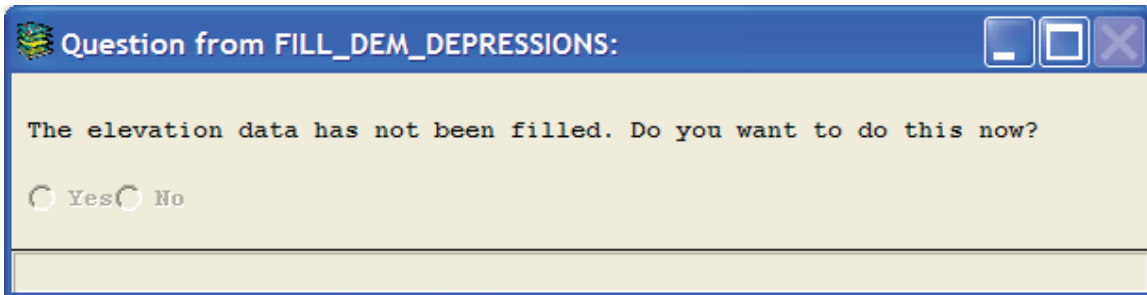 Question from FILL_DEM_DEPRESSIONS:
The elevation data has not been filled. Do you want to do this now?
Yes No